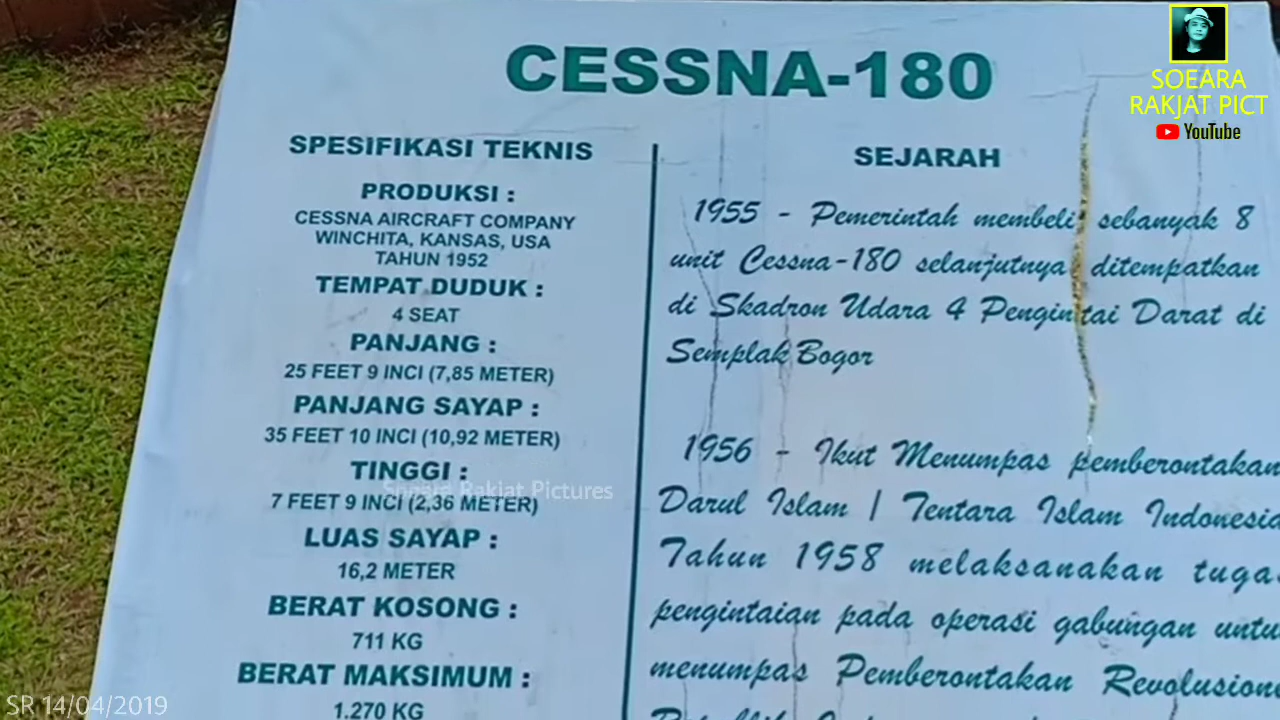 CESSNA-180
SPESIFIKASI TEKNIS
PRODUKSI :
CESSNA AIRCRAFT COMPANY
WINCHITA, KANSAS, USA
TAHUN 1952
TEMPAT DUDUK :
4 SEAT
PANJANG :
25 FEET 9 INCI (7,85 METER)
PANJANG SAYAP :
35 FEET 10 INCI (10,92 METER)
TINGGI :
7 FEET 9 INCI (2,36 METER)
LUAS SAYAP :
16,2 METER
BERAT KOSONG :
711 KG
BERAT MAKSIMUM :
1.270 KG
SEJARAH
1955 - Pemerintah membeli sebanyak 8
unit Cessna-180 selanjutnya ditempatkan
di Skadron Udara 4 Pengintai Darat di
Semplak Bogor
1956 - Ikut Menumpas pemberontakan
Darul Islam / Tentara Islam Indonesia
Tahun 1958 melaksanakan tugas
pengintaian pada operasi gabungan untu
menumpas Pemberontakan Revolusione
SOEARA
RAKJAT PICT
YouTube
Soeara Rakjat Pictures
SR 14/04/2019